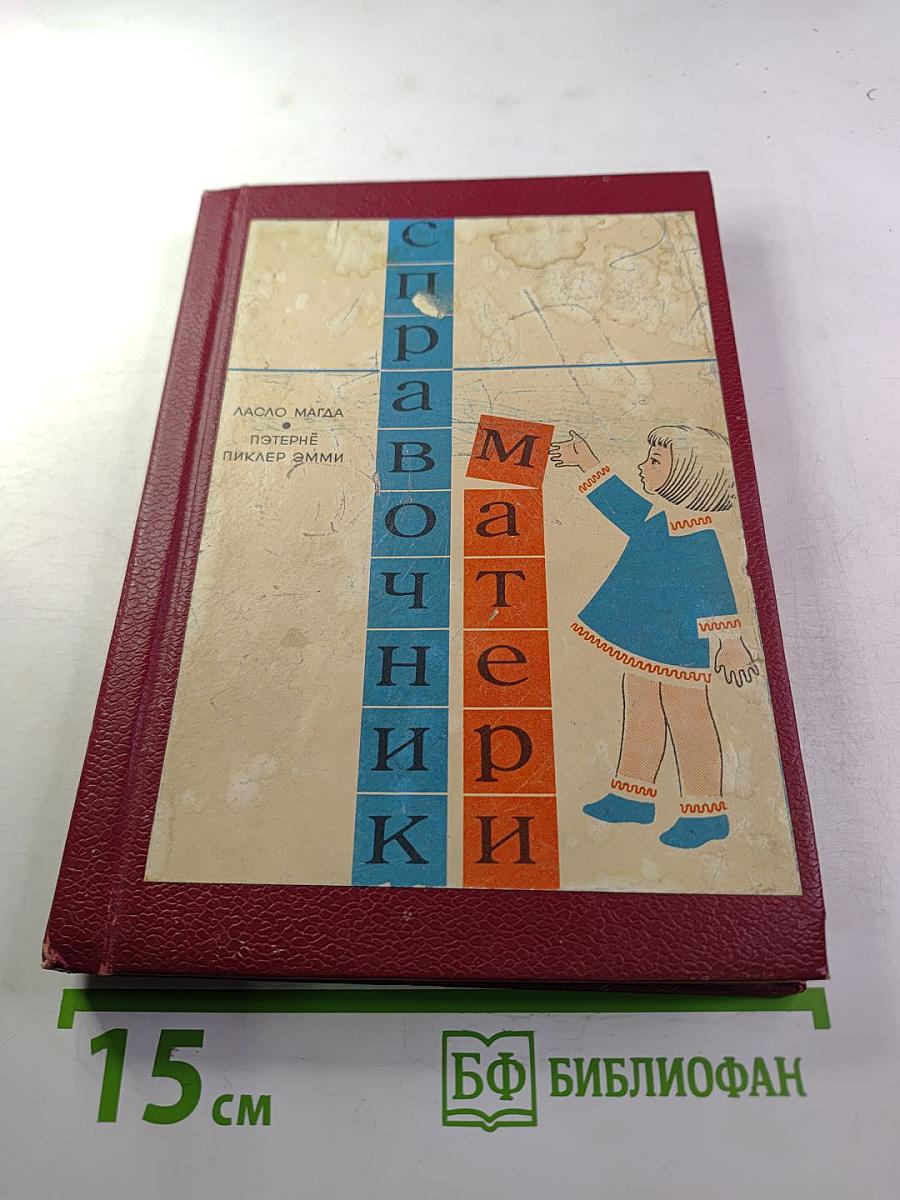 справочник
матери
ЛАСЛО МАГДА
ПЭТЕРНЁ
ПИКЛЕР ЭММИ
15 см
БФ БИБЛИОФАН